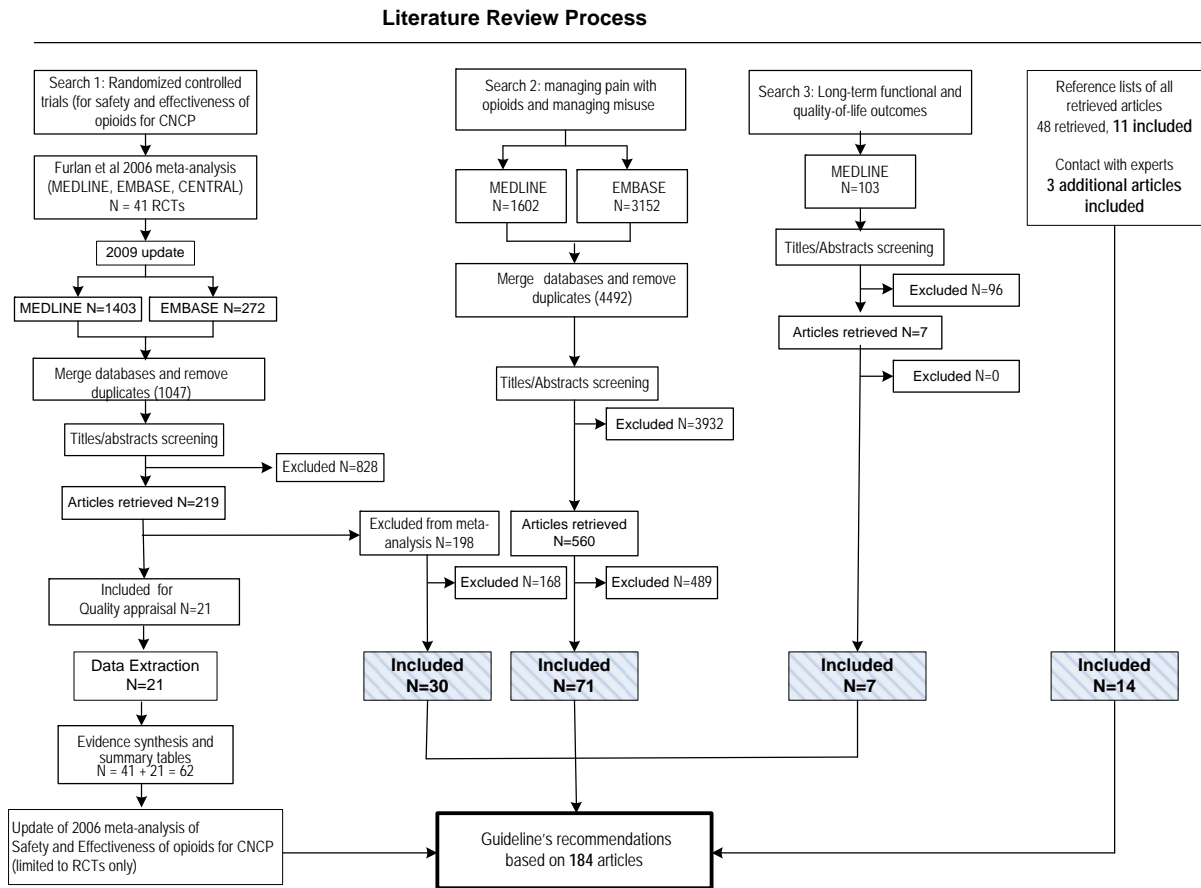 Literature Review Process
Search 1: Randomized controlled
trials (for safety and effectiveness of
opioids for CNCP
Furlan et al 2006 meta-analysis
(MEDLINE, EMBASE, CENTRAL)
N = 41 RCTs
2009 update
MEDLINE N=1403
EMBASE N=272
Merge databases and remove
duplicates (1047)
Titles/abstracts screening
Excluded N=828
Articles retrieved N=219
Excluded from meta-
analysis N=198
Excluded N=168
Included for
Quality appraisal N=21
Data Extraction
N=21
Evidence synthesis and
summary tables
N = 41 + 21 = 62
Update of 2006 meta-analysis of
Safety and Effectiveness of opioids for CNCP
(limited to RCTs only)
Included
N=30
Search 2: managing pain with
opioids and managing misuse
MEDLINE
N=1602
EMBASE
N=3152
Merge databases and remove
duplicates (4492)
Titles/Abstracts screening
Excluded N=3932
Articles retrieved
N=560
Excluded N=489
Included
N=71
Search 3: Long-term functional and
quality-of-life outcomes
MEDLINE
N=103
Titles/Abstracts screening
Excluded N=96
Articles retrieved N=7
Excluded N=0
Included
N=7
Reference lists of all
retrieved articles
48 retrieved, 11 included
Contact with experts
3 additional articles
included
Included
N=14
Guideline's recommendations
based on 184 articles